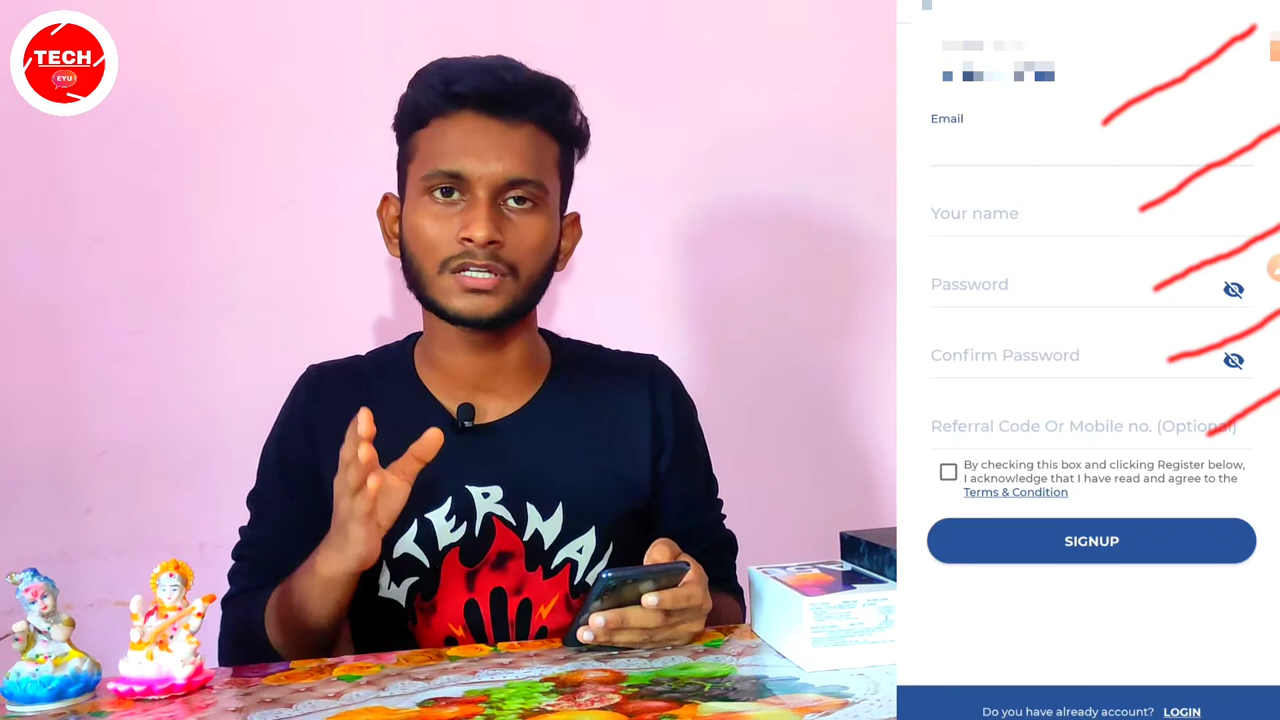 TECH
EYU
ETERNAL
A51
Email
Your name
Password
Confirm Password
Referral Code Or Mobile no. (Optional)
By checking this box and clicking Register below,
I acknowledge that I have read and agree to the
Terms & Condition
SIGNUP
Do you have already account? LOGIN